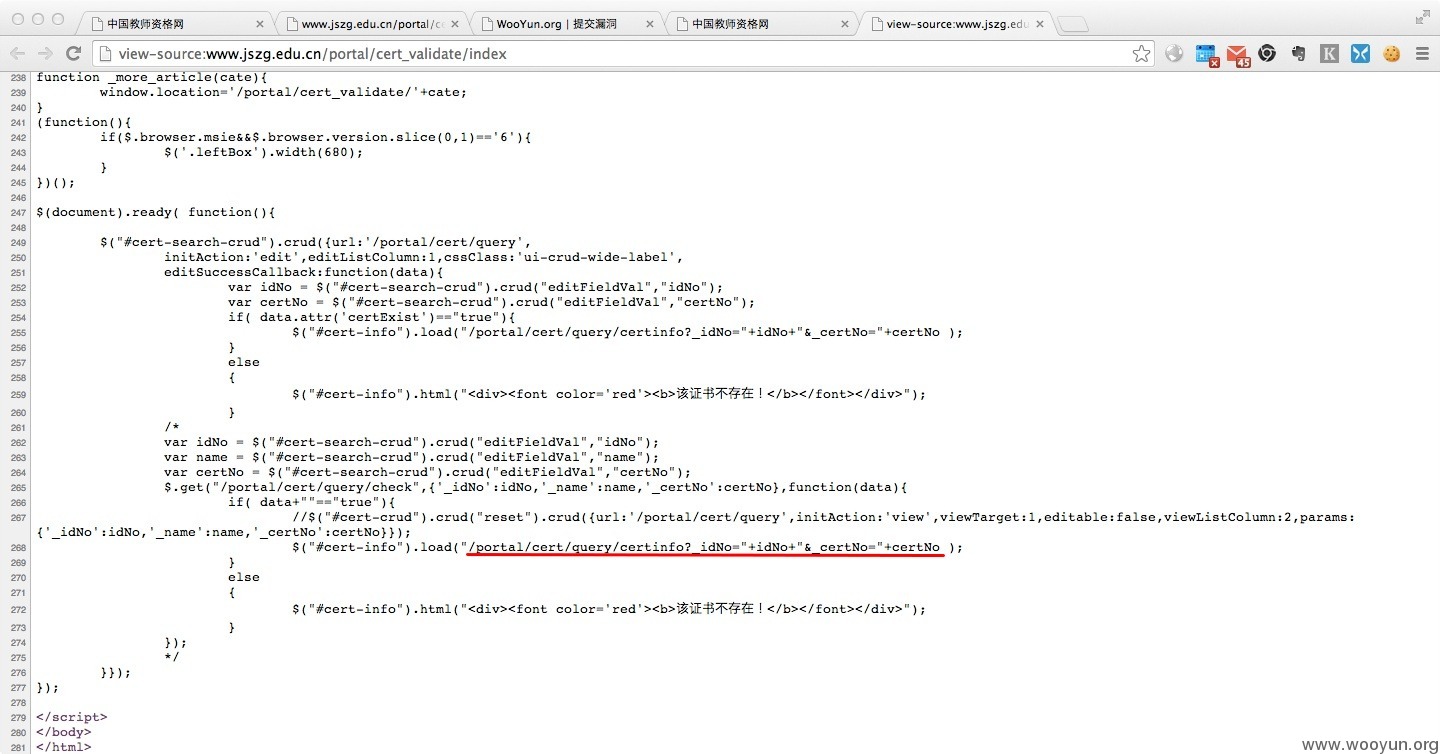 中国教师资格网
www.jszg.edu.cn/portal/ce
WooYun.org | 提交漏洞
中国教师资格网
view-source:www.jszg.edu
view-source:www.jszg.edu.cn/portal/cert_validate/index
45
238 function _more_article(cate){
239 window.location='/portal/cert_validate/'+cate;
240 }
241 (function(){
242 if($.browser.msie&&$.browser.version.slice(0,1)=='6'){
243 $('.leftBox').width(680);
244 }
245 })();
246
247 $(document).ready( function(){
248
249 $("#cert-search-crud").crud({url:'/portal/cert/query',
250 initAction:'edit',editListColumn:1,cssClass:'ui-crud-wide-label',
251 editSuccessCallback:function(data){
252 var idNo = $("#cert-search-crud").crud("editFieldVal","idNo");
253 var certNo = $("#cert-search-crud").crud("editFieldVal","certNo");
254 if( data.attr('certExist')=="true"){
255 $("#cert-info").load("/portal/cert/query/certinfo?_idNo="+idNo+"&_certNo="+certNo );
256 }
257 else
258 {
259 $("#cert-info").html("<div><font color='red'><b>该证书不存在！</b></font></div>");
260 }
261 /*
262 var idNo = $("#cert-search-crud").crud("editFieldVal","idNo");
263 var name = $("#cert-search-crud").crud("editFieldVal","name");
264 var certNo = $("#cert-search-crud").crud("editFieldVal","certNo");
265 $.get("/portal/cert/query/check",{'_idNo':idNo,'_name':name,'_certNo':certNo},function(data){
266 if( data+""=="true"){
267 //$("#cert-crud").crud("reset").crud({url:'/portal/cert/query',initAction:'view',viewTarget:1,editable:false,viewListColumn:2,params:
{'_idNo':idNo,'_name':name,'_certNo':certNo}});
268 $("#cert-info").load("/portal/cert/query/certinfo?_idNo="+idNo+"&_certNo="+certNo );
269 }
270 else
271 {
272 $("#cert-info").html("<div><font color='red'><b>该证书不存在！</b></font></div>");
273 }
274 });
275 */
276 }});
277 });
278
279 </script>
280 </body>
281 </html>
www.wooyun.org